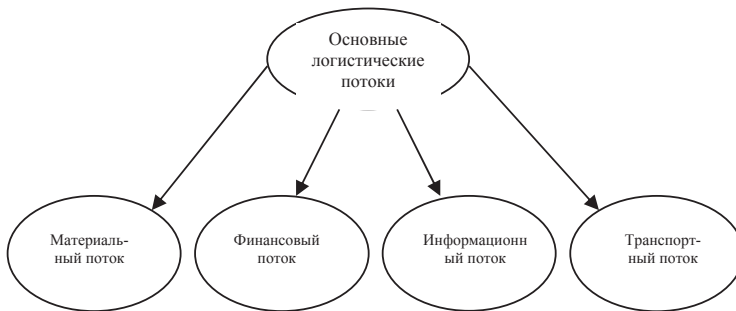 Основные
логистические
потоки
Материаль-
ный поток
Финансовый
поток
Информационн
ый поток
Транспорт-
ный поток